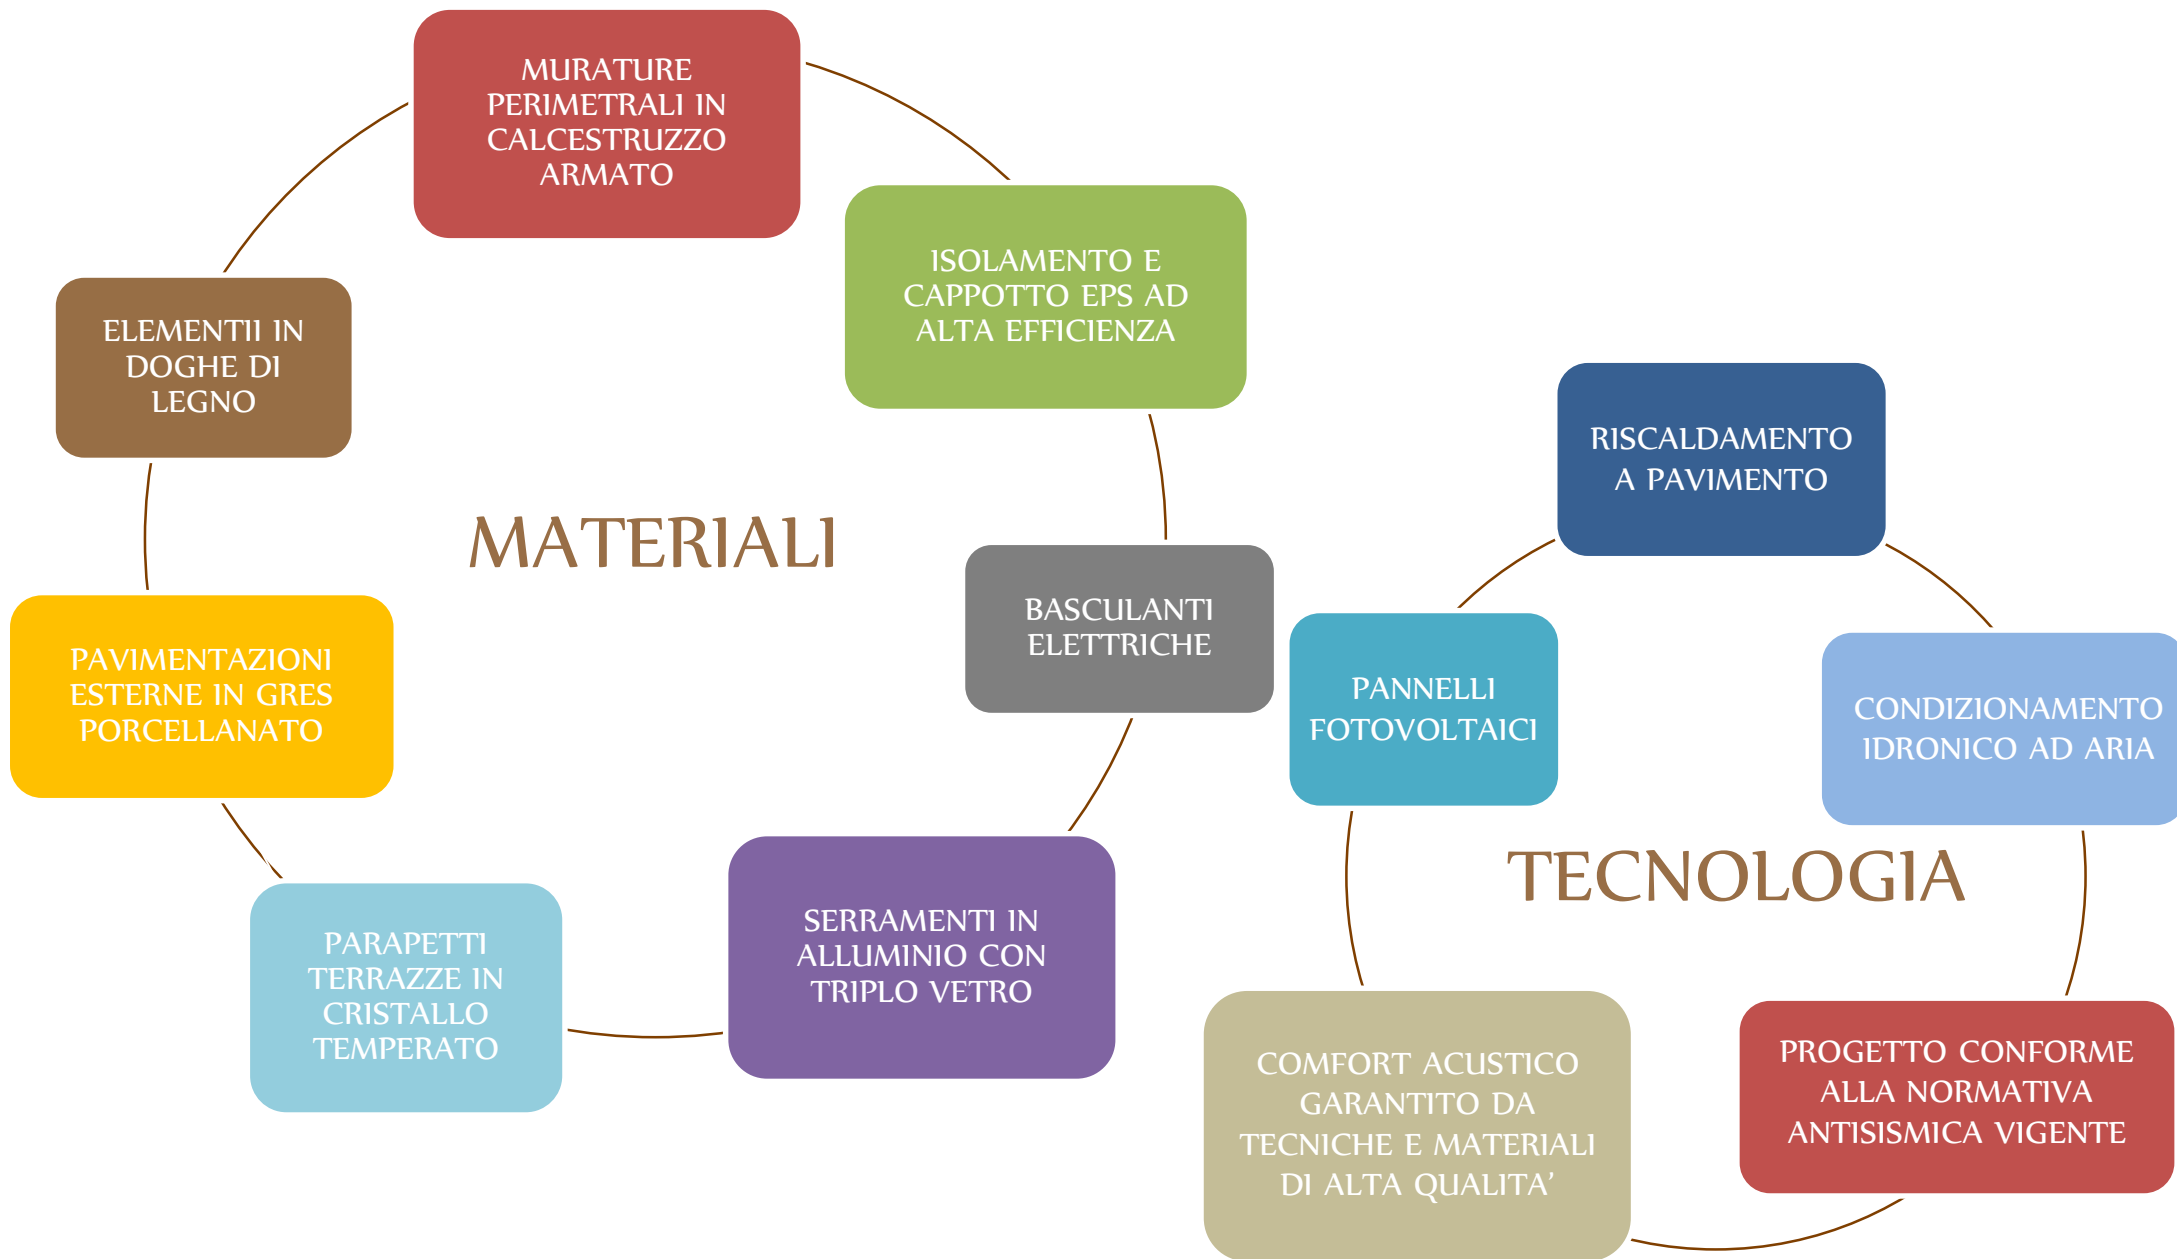 MURATURE
PERIMETRALI IN
CALCESTRUZZO
ARMATO
ISOLAMENTO E
CAPPOTTO EPS AD
ALTA EFFICIENZA
ELEMENTII IN
DOGHE DI
LEGNO
MATERIALI
BASCULANTI
ELETTRICHE
PAVIMENTAZIONI
ESTERNE IN GRES
PORCELLANATO
SERRAMENTI IN
ALLUMINIO CON
TRIPLO VETRO
PARAPETTI
TERRAZZE IN
CRISTALLO
TEMPERATO
RISCALDAMENTO
A PAVIMENTO
PANNELLI
FOTOVOLTAICI
CONDIZIONAMENTO
IDRONICO AD ARIA
TECNOLOGIA
COMFORT ACUSTICO
GARANTITO DA
TECNICHE E MATERIALI
DI ALTA QUALITA’
PROGETTO CONFORME
ALLA NORMATIVA
ANTISISMICA VIGENTE